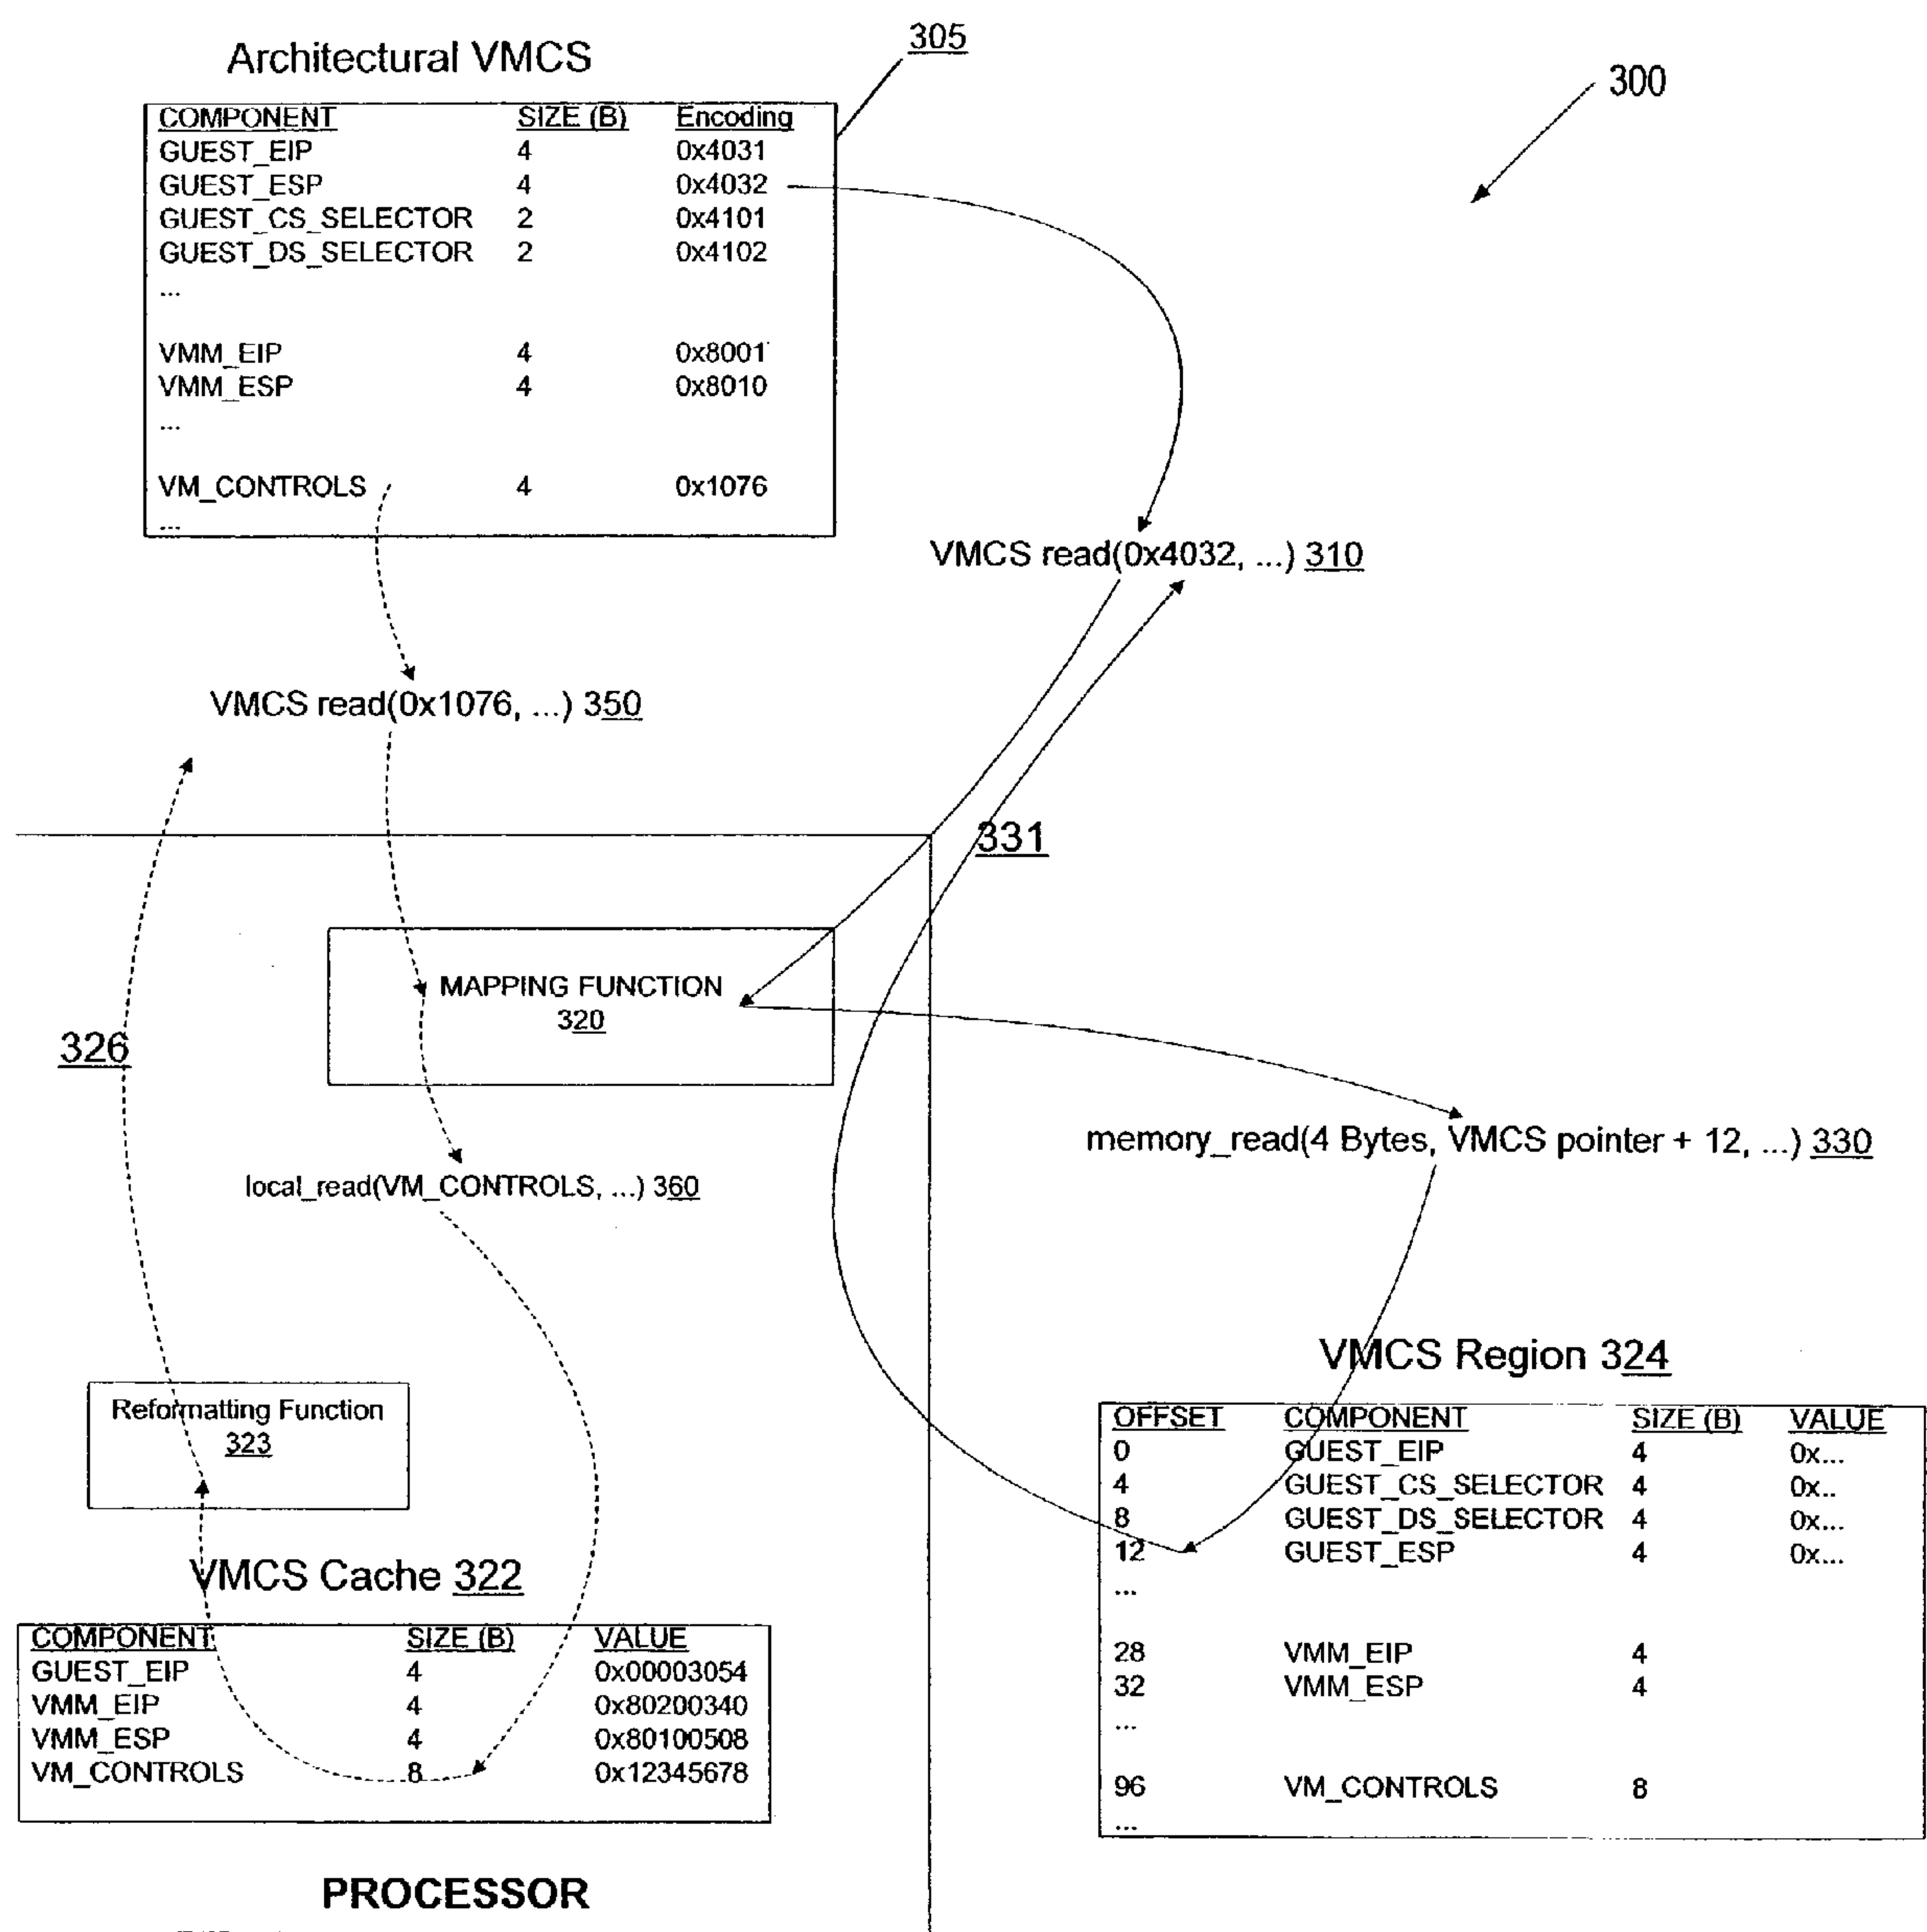 Architectural VMCS
305
300
COMPONENT SIZE (B) Encoding
GUEST_EIP 4 0x4031
GUEST_ESP 4 0x4032
GUEST_CS_SELECTOR 2 0x4101
GUEST_DS_SELECTOR 2 0x4102
...
VMM_EIP 4 0x8001
VMM_ESP 4 0x8010
...
VM_CONTROLS 4 0x1076
...
VMCS read(0x4032, ...) 310
VMCS read(0x1076, ...) 350
331
MAPPING FUNCTION
320
326
memory_read(4 Bytes, VMCS pointer + 12, ...) 330
local_read(VM_CONTROLS, ...) 360
Reformatting Function
323
VMCS Region 324
OFFSET COMPONENT SIZE (B) VALUE
0 GUEST_EIP 4 0x...
4 GUEST_CS_SELECTOR 4 0x..
8 GUEST_DS_SELECTOR 4 0x...
12 GUEST_ESP 4 0x...
...
28 VMM_EIP 4
32 VMM_ESP 4
...
96 VM_CONTROLS 8
...
VMCS Cache 322
COMPONENT SIZE (B) VALUE
GUEST_EIP 4 0x00003054
VMM_EIP 4 0x80200340
VMM_ESP 4 0x80100508
VM_CONTROLS 8 0x12345678
PROCESSOR